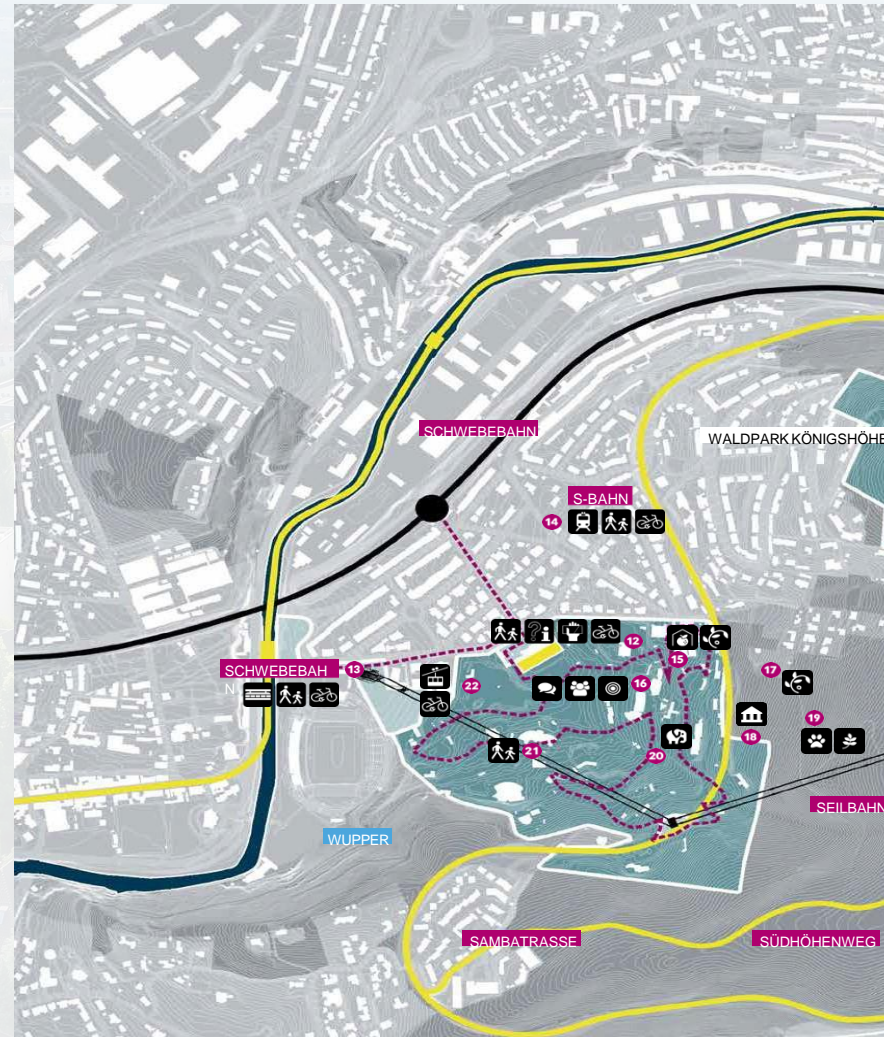 SCHWEBEBAHN
WALDPARK KÖNIGSHÖHE
S-BAHN
14
12
15
13
SCHWEBEBAH
N
17
22
16
19
18
21
20
SEILBAHN
WUPPER
SAMBATRASSE
SÜDHÖHENWEG